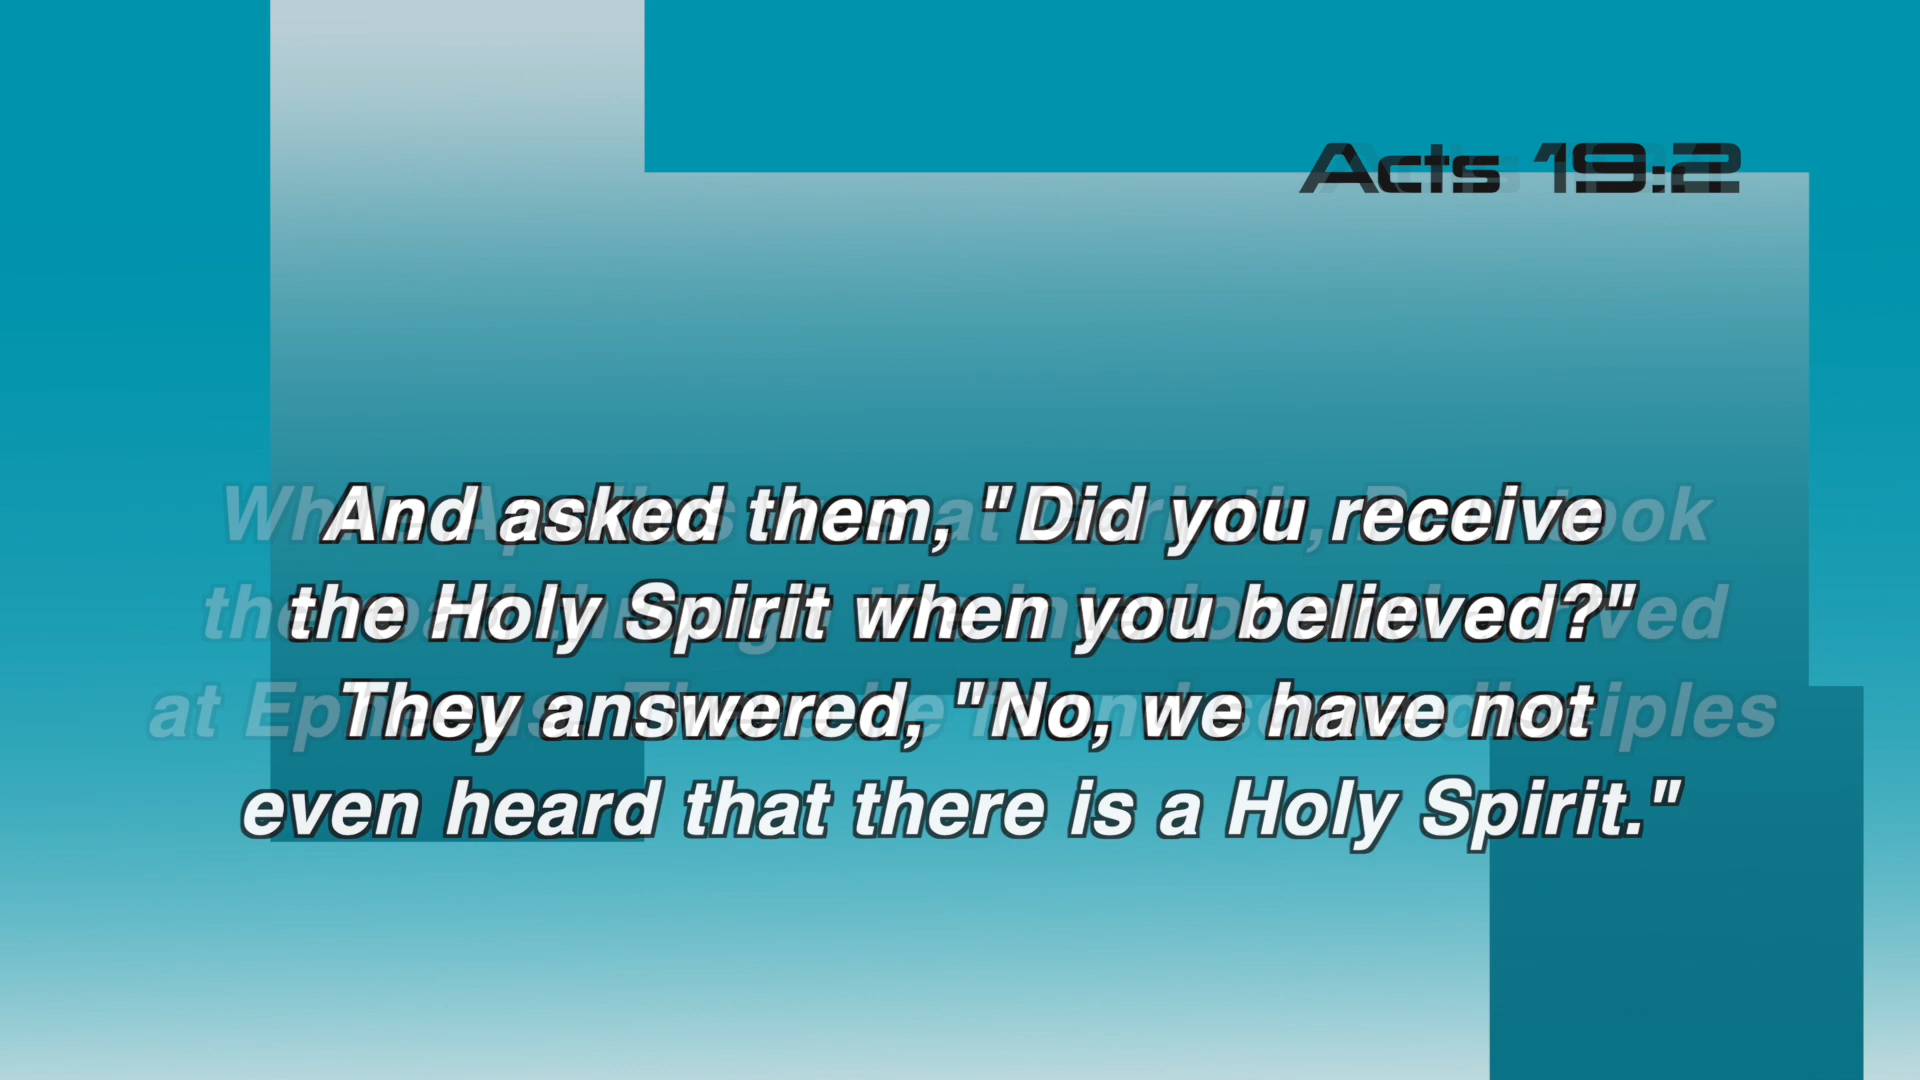 Acts 19:2
And asked them, "Did you receive
the Holy Spirit when you believed?"
They answered, "No, we have not
even heard that there is a Holy Spirit."